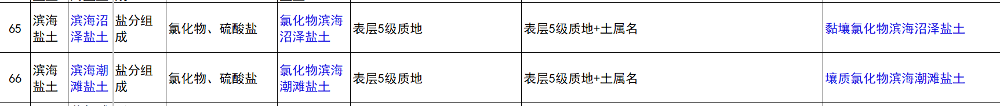 65
滨海
盐土
滨海沼
泽盐土
盐分组
成
氯化物、硫酸盐
氯化物滨海
沼泽盐土
表层5级质地
表层5级质地+土属名
黏壤氯化物滨海沼泽盐土
66
滨海
盐土
滨海潮
滩盐土
盐分组
成
氯化物、硫酸盐
氯化物滨海
潮滩盐土
表层5级质地
表层5级质地+土属名
壤质氯化物滨海潮滩盐土